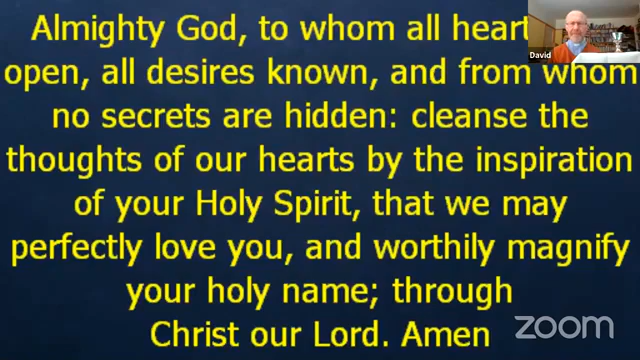 Almighty God, to whom all heart
open, all desires known, and from whom
no secrets are hidden: cleanse the
thoughts of our hearts by the inspiration
of your Holy Spirit, that we may
perfectly love you, and worthily magnify
your holy name; through
Christ our Lord. Amen
David
zoom